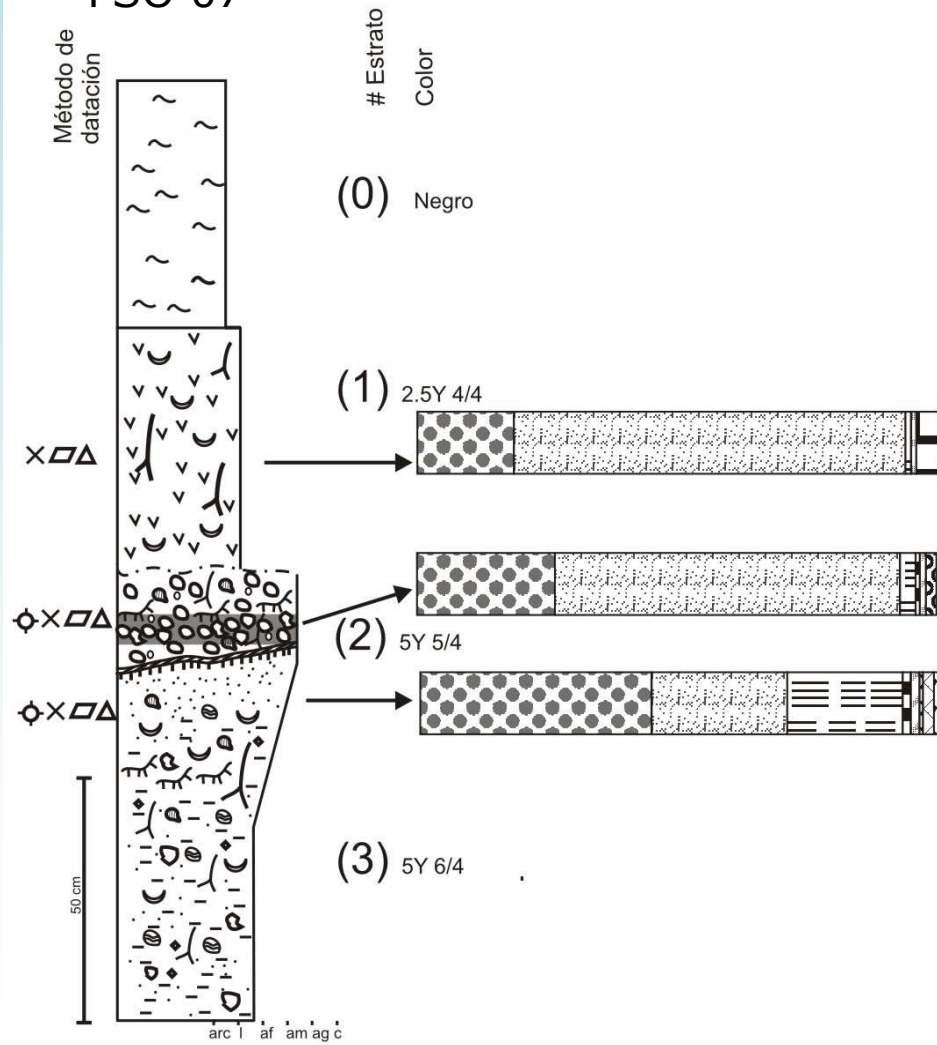 Método de
datación
# Estrato
Color
(0) Negro
(1) 2.5Y 4/4
(2) 5Y 5/4
(3) 5Y 6/4
50 cm
arc l af am ag c